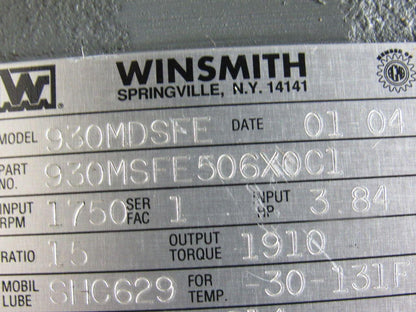 W WINSMITH
SPRINGVILLE, N.Y. 14141
MODEL 930MDSFE DATE 01-04
PART NO. 930MSFE506X0C1
INPUT RPM 1750 SER FAC 1 INPUT HP 3 84
RATIO 15 OUTPUT TORQUE 1910
MOBIL LUBE SHC629 FOR TEMP. -30-131F